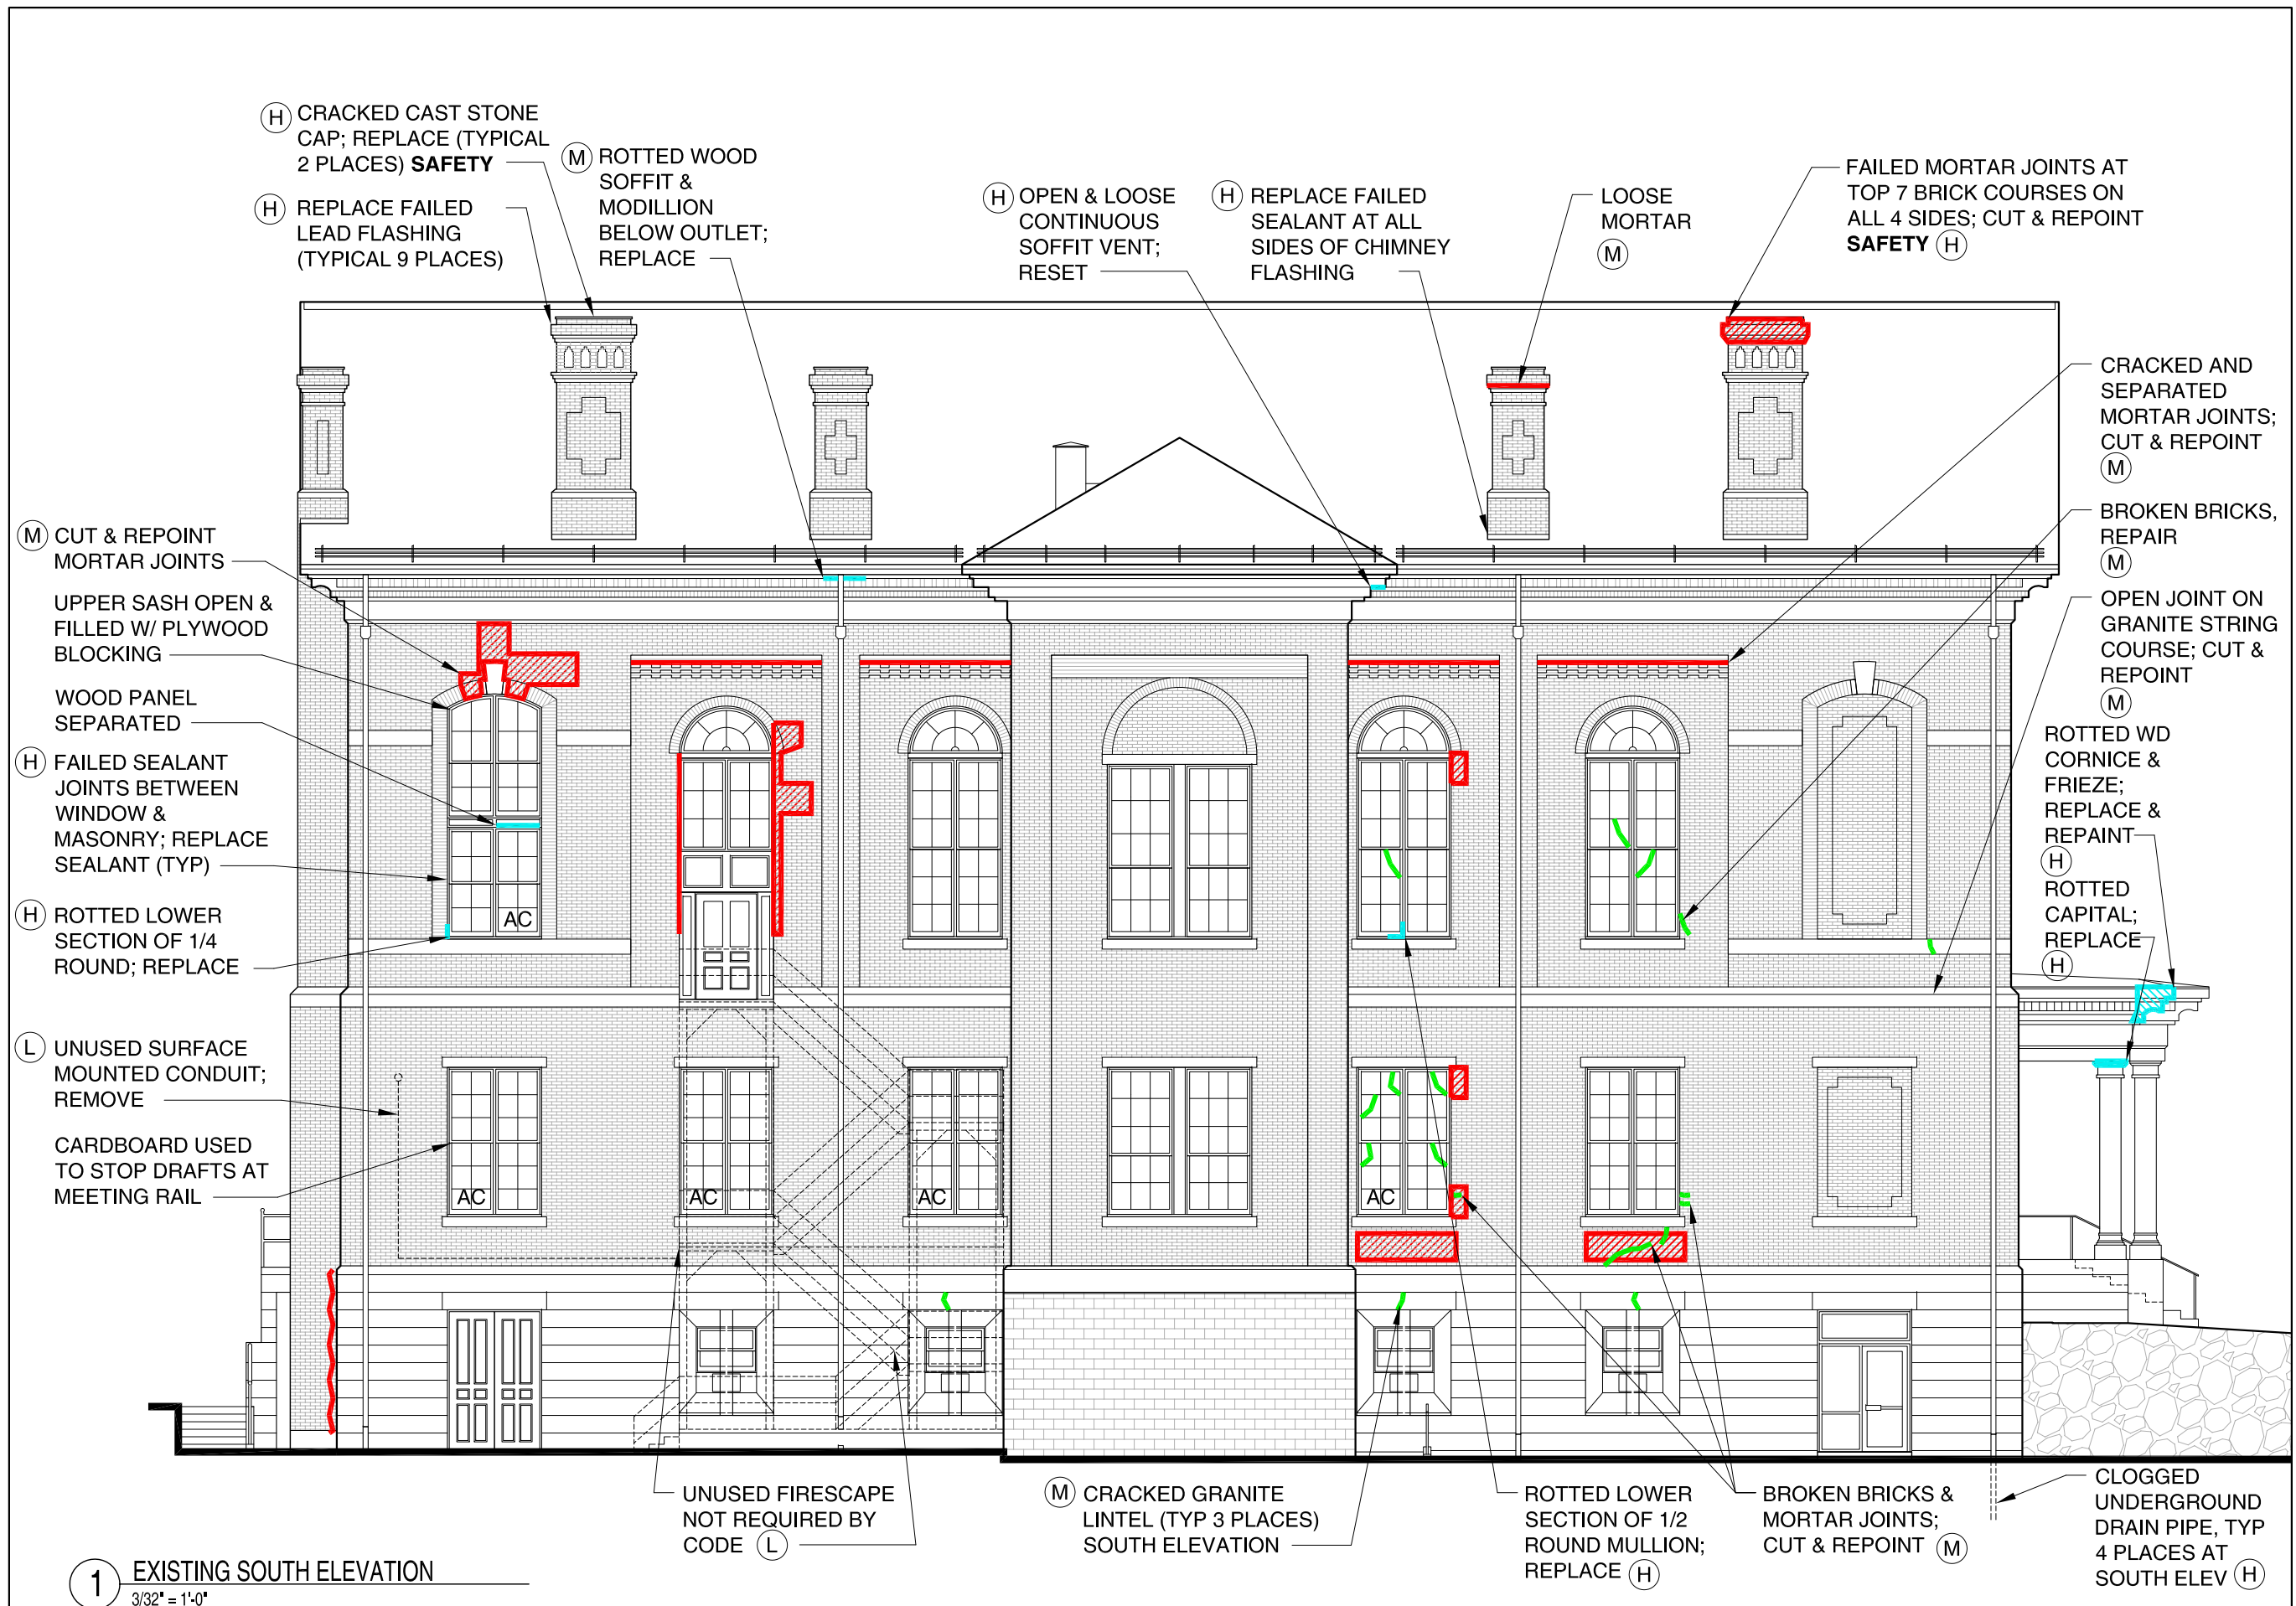 H CRACKED CAST STONE
CAP; REPLACE (TYPICAL
2 PLACES) SAFETY
H REPLACE FAILED
LEAD FLASHING
(TYPICAL 9 PLACES)
M ROTTED WOOD
SOFFIT &
MODILLION
BELOW OUTLET;
REPLACE
H OPEN & LOOSE
CONTINUOUS
SOFFIT VENT;
RESET
H REPLACE FAILED
SEALANT AT ALL
SIDES OF CHIMNEY
FLASHING
LOOSE
MORTAR
M
FAILED MORTAR JOINTS AT
TOP 7 BRICK COURSES ON
ALL 4 SIDES; CUT & REPOINT
SAFETY H
CRACKED AND
SEPARATED
MORTAR JOINTS;
CUT & REPOINT
M
BROKEN BRICKS,
REPAIR
M
OPEN JOINT ON
GRANITE STRING
COURSE; CUT &
REPOINT
M
ROTTED WD
CORNICE &
FRIEZE;
REPLACE &
REPAINT
H
ROTTED
CAPITAL;
REPLACE
H
M CUT & REPOINT
MORTAR JOINTS
UPPER SASH OPEN &
FILLED W/ PLYWOOD
BLOCKING
WOOD PANEL
SEPARATED
H FAILED SEALANT
JOINTS BETWEEN
WINDOW &
MASONRY; REPLACE
SEALANT (TYP)
H ROTTED LOWER
SECTION OF 1/4
ROUND; REPLACE
L UNUSED SURFACE
MOUNTED CONDUIT;
REMOVE
CARDBOARD USED
TO STOP DRAFTS AT
MEETING RAIL
AC
AC
AC
AC
AC
UNUSED FIRESCAPE
NOT REQUIRED BY
CODE L
M CRACKED GRANITE
LINTEL (TYP 3 PLACES)
SOUTH ELEVATION
ROTTED LOWER
SECTION OF 1/2
ROUND MULLION;
REPLACE H
BROKEN BRICKS &
MORTAR JOINTS;
CUT & REPOINT M
CLOGGED
UNDERGROUND
DRAIN PIPE, TYP
4 PLACES AT
SOUTH ELEV H
1 EXISTING SOUTH ELEVATION
3/32" = 1'-0"